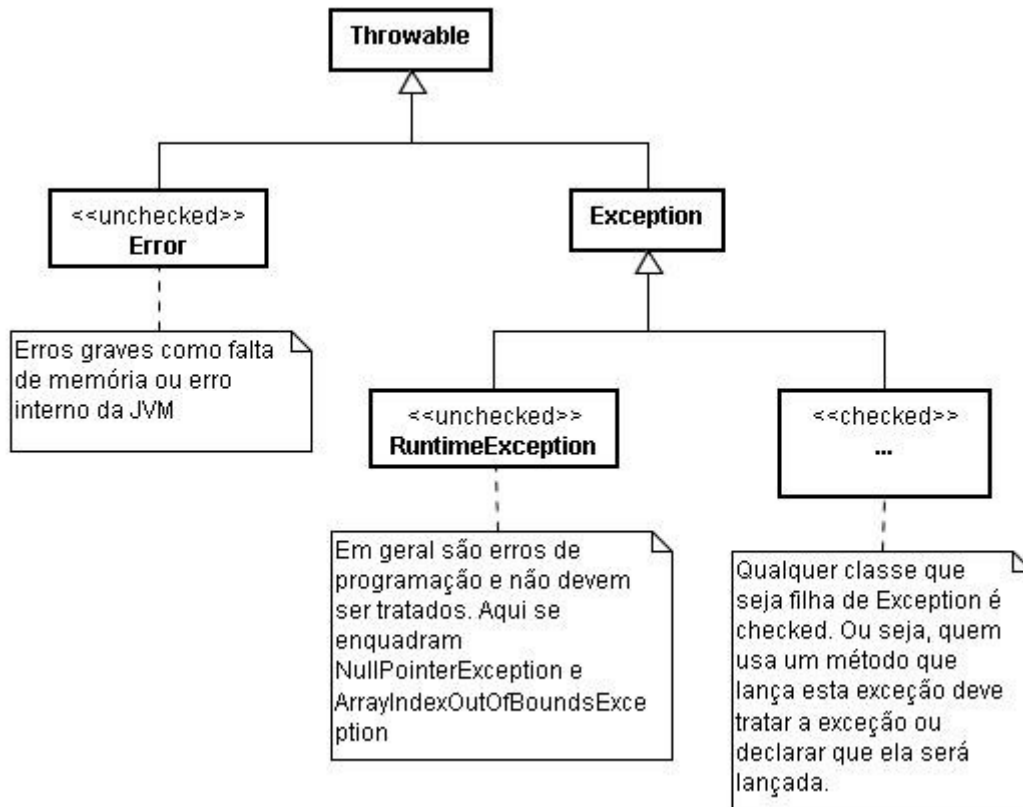 Throwable
<<unchecked>>
Error
Exception
Erros graves como falta
de memória ou erro
interno da JVM
<<unchecked>>
RuntimeException
<<checked>>
...
Em geral são erros de
programação e não devem
ser tratados. Aqui se
enquadram
NullPointerException e
ArrayIndexOutOfBoundsExce
ption
Qualquer classe que
seja filha de Exception é
checked. Ou seja, quem
usa um método que
lança esta exceção deve
tratar a exceção ou
declarar que ela será
lançada.